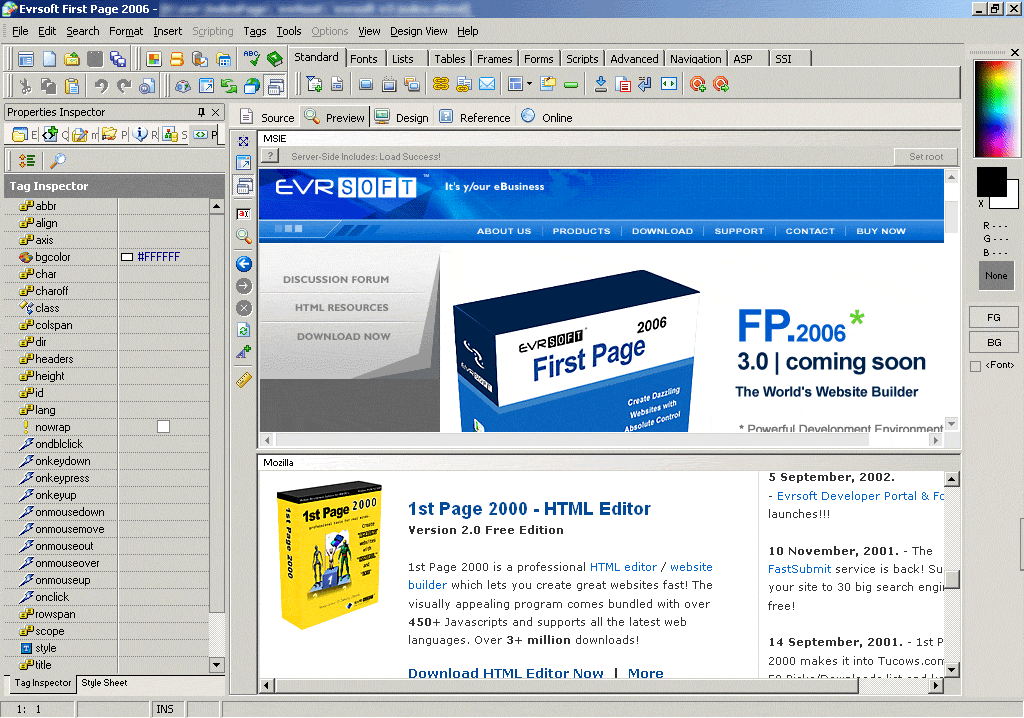 Evrsoft First Page 2006 -
File Edit Search Format Insert Scripting Tags Tools Options View Design View Help
Standard Fonts Lists Tables Frames Forms Scripts Advanced Navigation ASP SSI
Properties Inspector
E C m P R S P
Source Preview Design Reference Online
Tag Inspector
abbr
align
axis
bgcolor #FFFFFF
char
charoff
class
colspan
dir
headers
height
id
lang
nowrap
ondblclick
onkeydown
onkeypress
onkeyup
onmousedown
onmousemove
onmouseout
onmouseover
onmouseup
onclick
rowspan
scope
style
title
Tag Inspector Style Sheet
1: 1 INS
MSIE
? Server-Side Includes: Load Success! Set root
EVRSOFT™ It's y/our eBusiness
ABOUT US PRODUCTS DOWNLOAD SUPPORT CONTACT BUY NOW
DISCUSSION FORUM
HTML RESOURCES
DOWNLOAD NOW
EVRSOFT 2006
First Page
Create Dazzling
Websites with
Absolute Control
FP.2006*
3.0 | coming soon
The World's Website Builder
* Powerful Development Environment
Mozilla
1st Page 2000
1st Page 2000
1st Page 2000 - HTML Editor
Version 2.0 Free Edition
1st Page 2000 is a professional HTML editor / website
builder which lets you create great websites fast! The
visually appealing program comes bundled with over
450+ Javascripts and supports all the latest web
languages. Over 3+ million downloads!
Download HTML Editor Now | More
5 September, 2002.
- Evrsoft Developer Portal & Fo
launches!!!
10 November, 2001. - The
FastSubmit service is back! Su
your site to 30 big search engin
free!
14 September, 2001. - 1st P
2000 makes it into Tucows.com
X
R - - -
G - - -
B - - -
None
FG
BG
<Font>